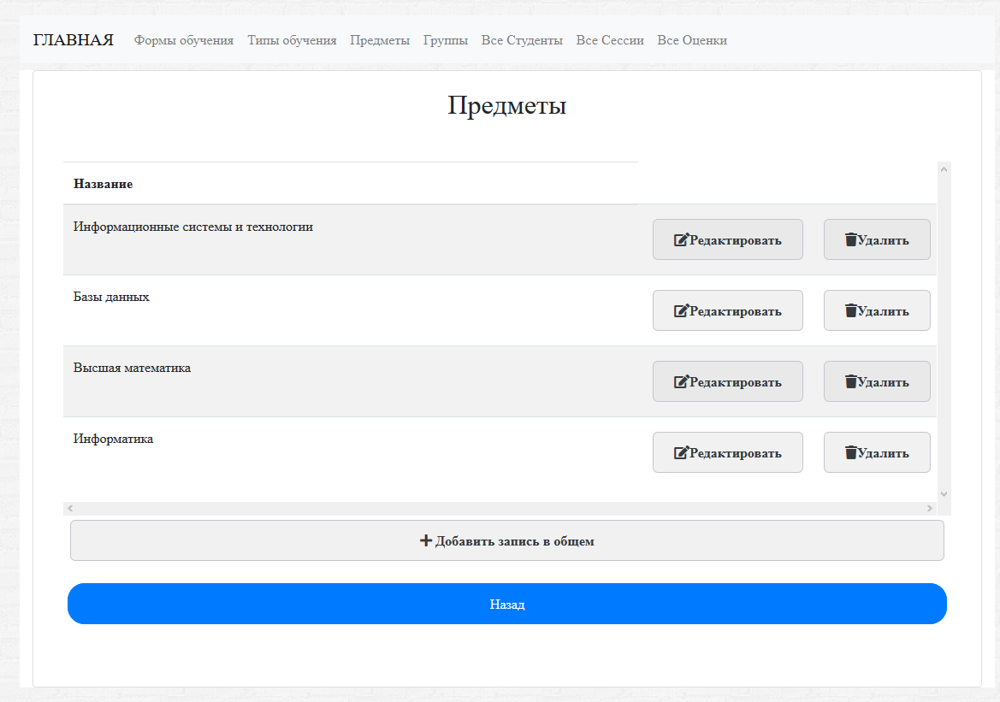 ГЛАВНАЯ Формы обучения Типы обучения Предметы Группы Все Студенты Все Сессии Все Оценки
Предметы
Название
Информационные системы и технологии Редактировать Удалить
Базы данных Редактировать Удалить
Высшая математика Редактировать Удалить
Информатика Редактировать Удалить
Добавить запись в общем
Назад